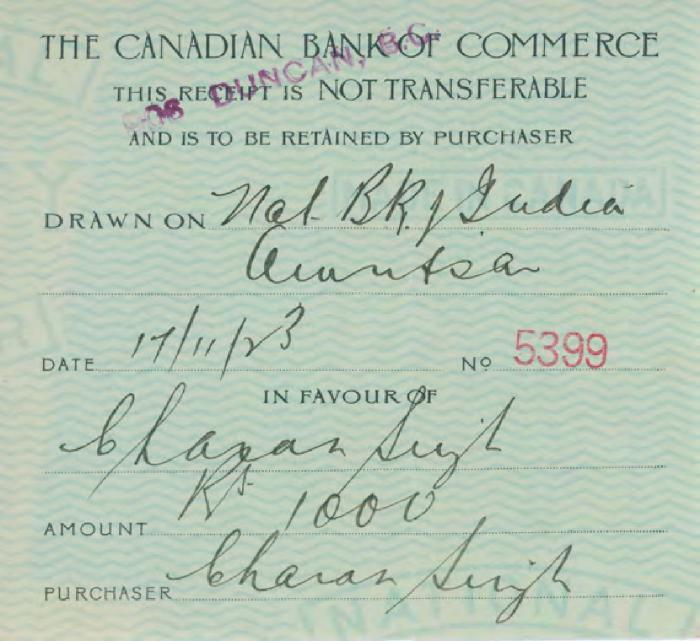 THE CANADIAN BANK OF COMMERCE
DUNCAN, B.C.
THIS RECEIPT IS NOT TRANSFERABLE
AND IS TO BE RETAINED BY PURCHASER
DRAWN ON Nat. Bk of India
Amritsar
DATE 17/11/23 No 5399
IN FAVOUR OF
Charan Singh
AMOUNT Rs 1000
PURCHASER Charan Singh